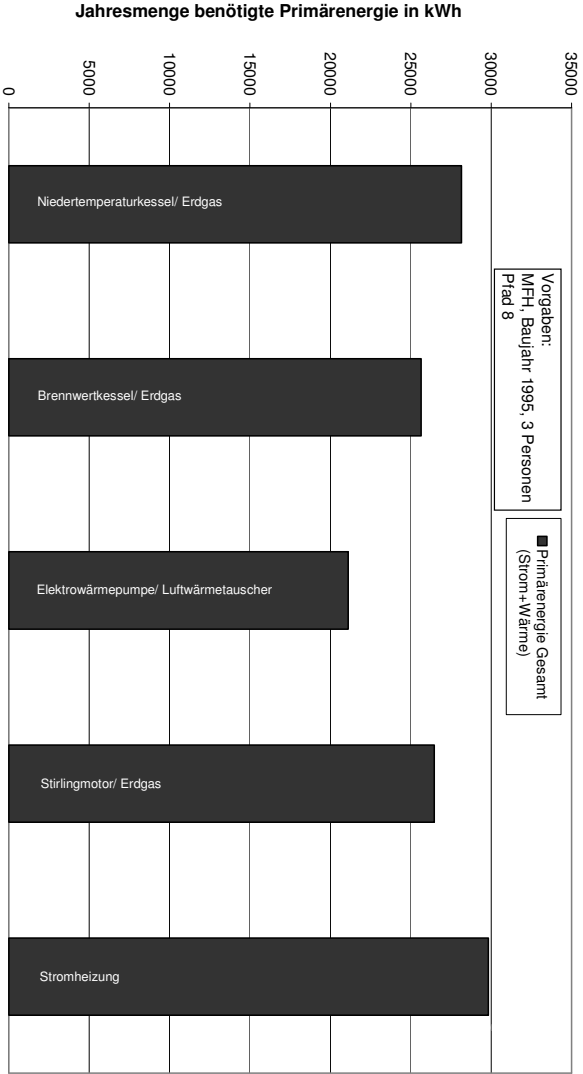 Jahresmenge benötigte Primärenergie in kWh
0
5000
10000
15000
20000
25000
30000
35000
Niedertemperaturkessel/ Erdgas
Brennwertkessel/ Erdgas
Elektrowärmepumpe/ Luftwärmetauscher
Stirlingmotor/ Erdgas
Stromheizung
Vorgaben:
MFH, Baujahr 1995, 3 Personen
Pfad 8
Primärenergie Gesamt
(Strom+Wärme)